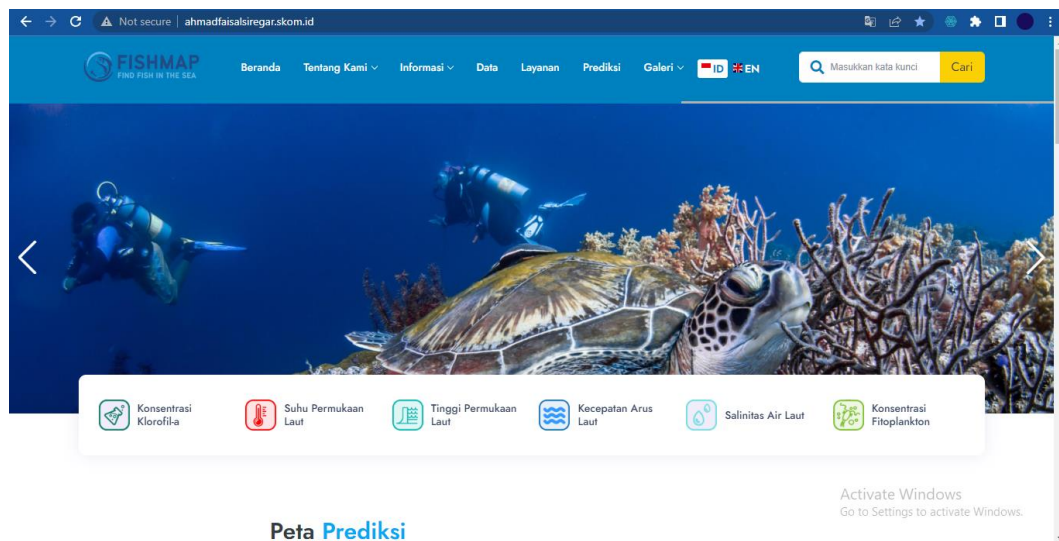 Not secure | ahmadfaisalsiregar.skom.id
FISHMAP
FIND FISH IN THE SEA
Beranda Tentang Kami Informasi Data Layanan Prediksi Galeri ID EN Masukkan kata kunci Cari
Konsentrasi
Klorofil-a
Suhu Permukaan
Laut
Tinggi Permukaan
Laut
Kecepatan Arus
Laut
Salinitas Air Laut
Konsentrasi
Fitoplankton
Peta Prediksi
Activate Windows
Go to Settings to activate Windows.